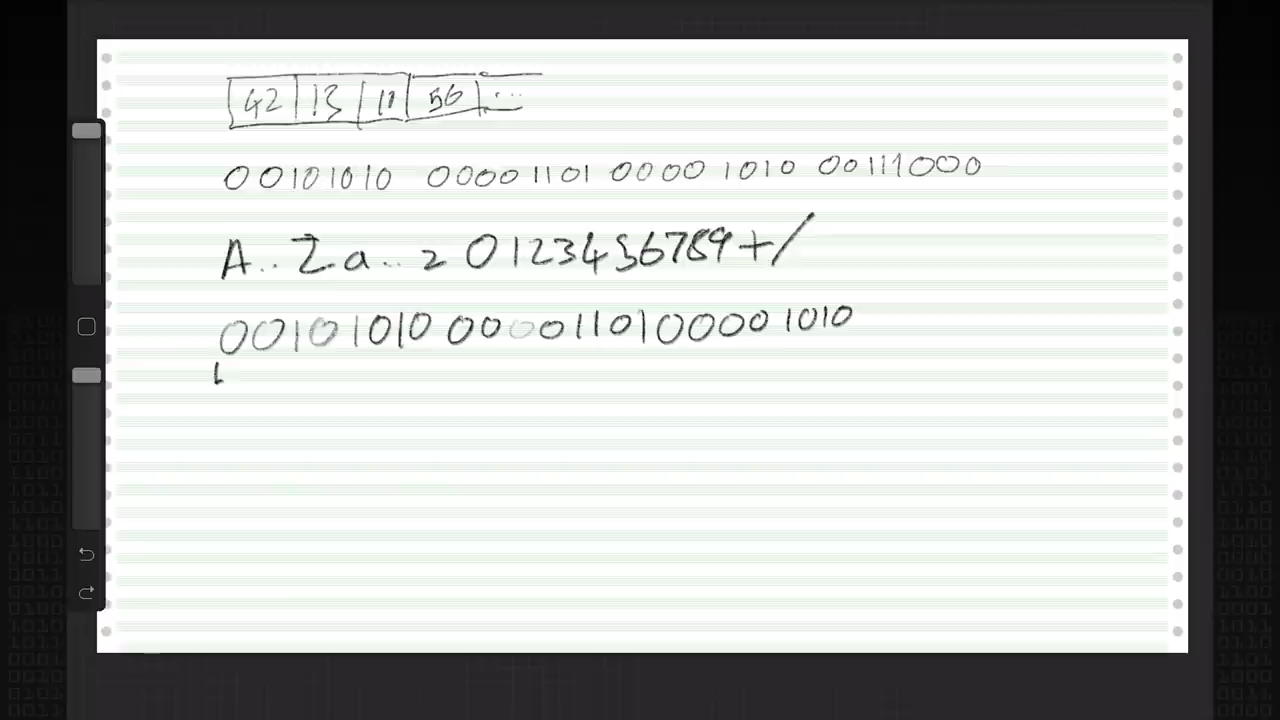 42 13 10 56 ...
00101010 00001101 00001010 00111000
A..Z a..z 0123456789+/
00101010 00001101 00001010